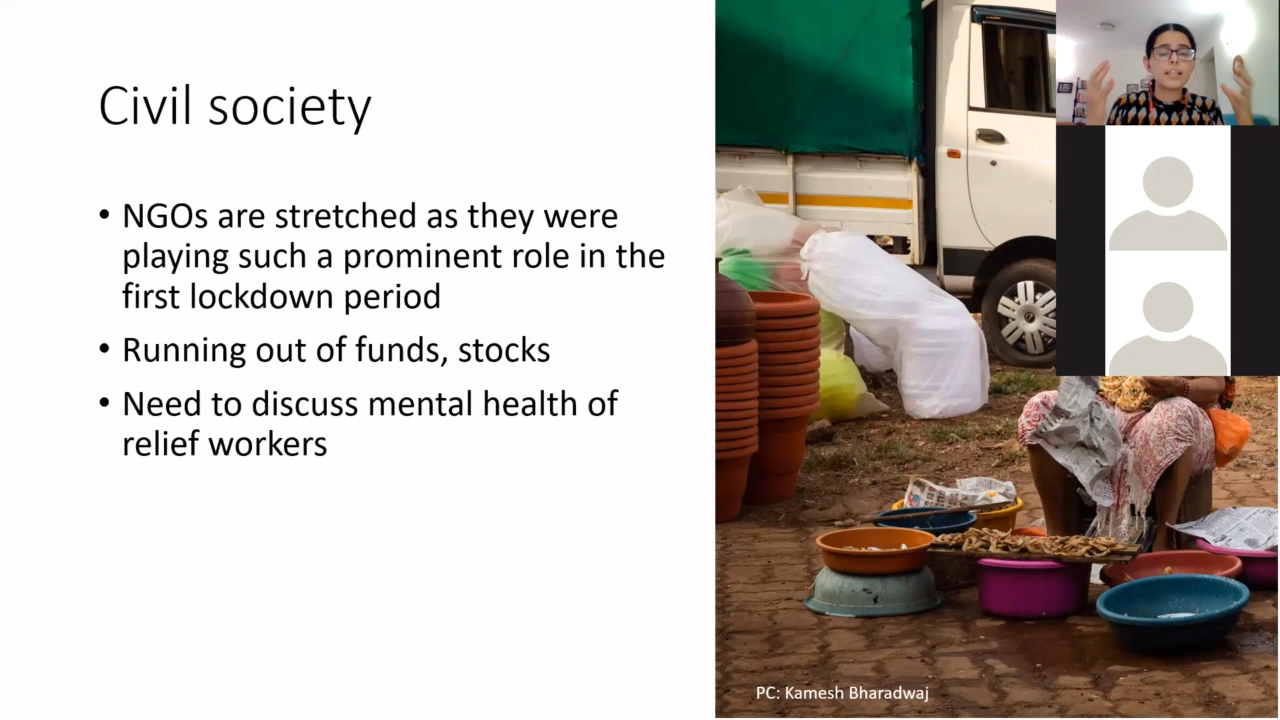 Civil society
• NGOs are stretched as they were
playing such a prominent role in the
first lockdown period
• Running out of funds, stocks
• Need to discuss mental health of
relief workers
PC: Kamesh Bharadwaj